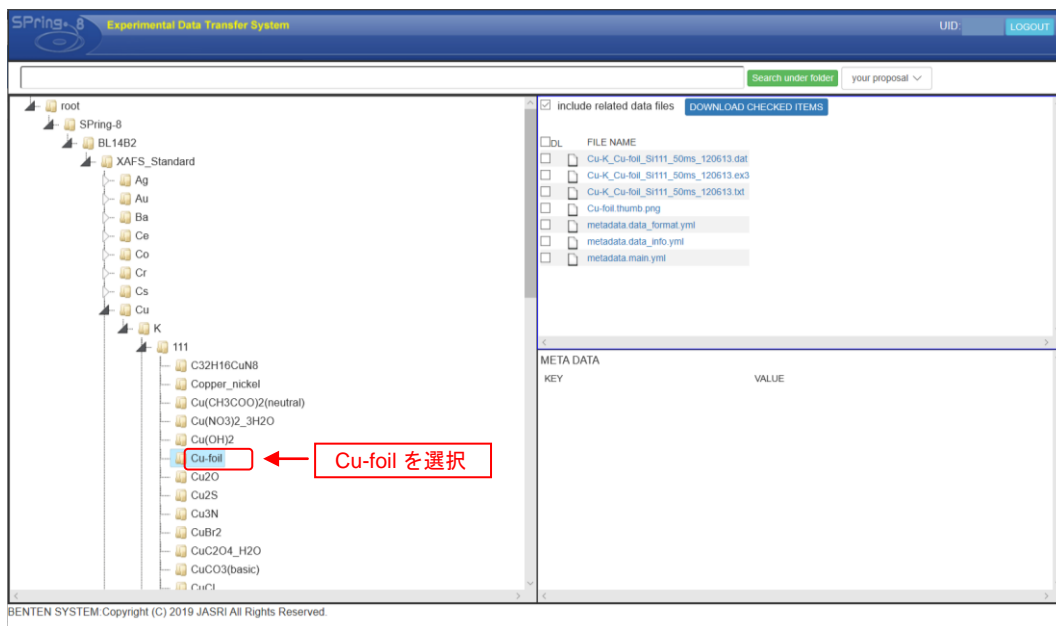 SPring-8
Experimental Data Transfer System
UID:
LOGOUT
Search under folder
your proposal
root
SPring-8
BL14B2
XAFS_Standard
Ag
Au
Ba
Ce
Co
Cr
Cs
Cu
K
111
C32H16CuN8
Copper_nickel
Cu(CH3COO)2(neutral)
Cu(NO3)2_3H2O
Cu(OH)2
Cu-foil
Cu-foil を選択
Cu2O
Cu2S
Cu3N
CuBr2
CuC2O4_H2O
CuCO3(basic)
CuCl
include related data files
DOWNLOAD CHECKED ITEMS
DL FILE NAME
Cu-K_Cu-foil_Si111_50ms_120613.dat
Cu-K_Cu-foil_Si111_50ms_120613.ex3
Cu-K_Cu-foil_Si111_50ms_120613.txt
Cu-foil.thumb.png
metadata.data_format.yml
metadata.data_info.yml
metadata.main.yml
META DATA
KEY VALUE
BENTEN SYSTEM:Copyright (C) 2019 JASRI All Rights Reserved.